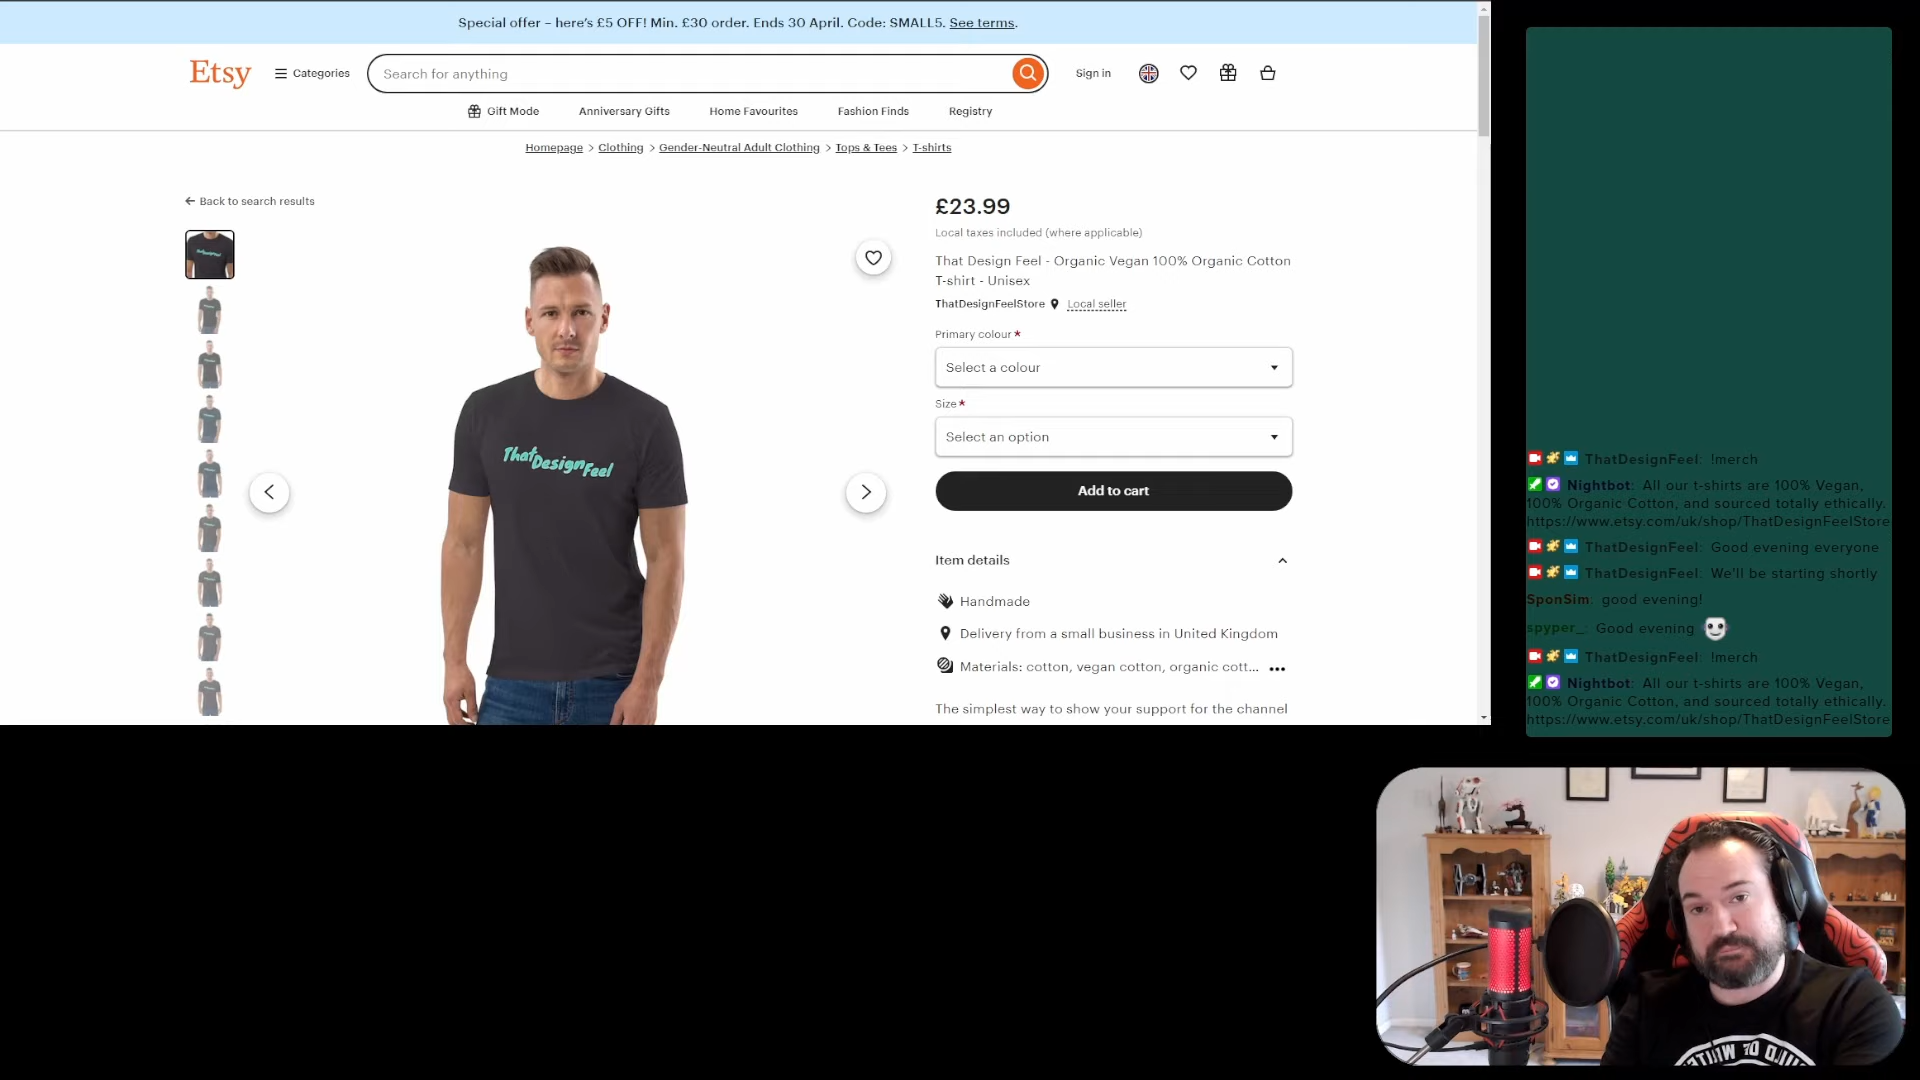 Special offer – here's £5 OFF! Min. £30 order. Ends 30 April. Code: SMALL5. See terms.
Etsy
Categories
Search for anything
Sign in
Gift Mode
Anniversary Gifts
Home Favourites
Fashion Finds
Registry
Homepage > Clothing > Gender-Neutral Adult Clothing > Tops & Tees > T-shirts
Back to search results
ThatDesignFeel
£23.99
Local taxes included (where applicable)
That Design Feel - Organic Vegan 100% Organic Cotton
T-shirt - Unisex
ThatDesignFeelStore Local seller
Primary colour *
Select a colour
Size *
Select an option
Add to cart
Item details
Handmade
Delivery from a small business in United Kingdom
Materials: cotton, vegan cotton, organic cott...
The simplest way to show your support for the channel
ThatDesignFeel: !merch
Nightbot: All our t-shirts are 100% Vegan,
100% Organic Cotton, and sourced totally ethically.
https://www.etsy.com/uk/shop/ThatDesignFeelStore
ThatDesignFeel: Good evening everyone
ThatDesignFeel: We'll be starting shortly
SponSim: good evening!
spyper_: Good evening
ThatDesignFeel: !merch
Nightbot: All our t-shirts are 100% Vegan,
100% Organic Cotton, and sourced totally ethically.
https://www.etsy.com/uk/shop/ThatDesignFeelStore